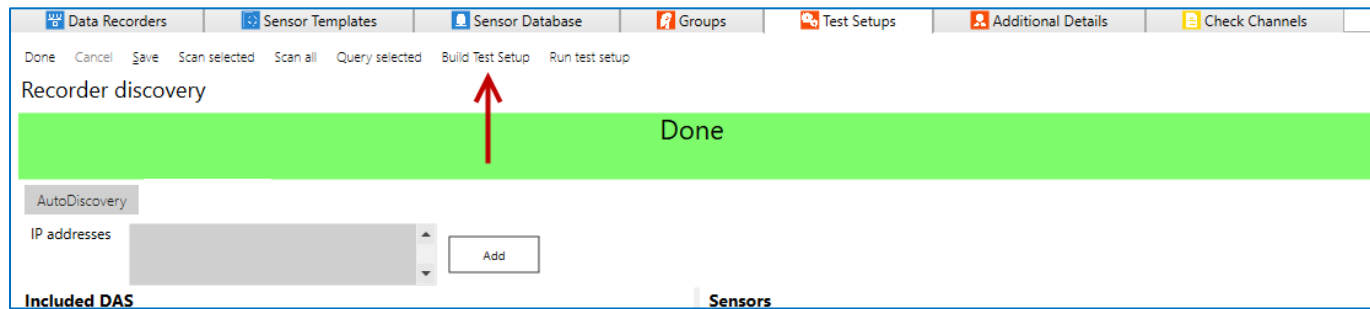 Data Recorders Sensor Templates Sensor Database Groups Test Setups Additional Details Check Channels
Done Cancel Save Scan selected Scan all Query selected Build Test Setup Run test setup
Recorder discovery
Done
AutoDiscovery
IP addresses
Add
Included DAS Sensors